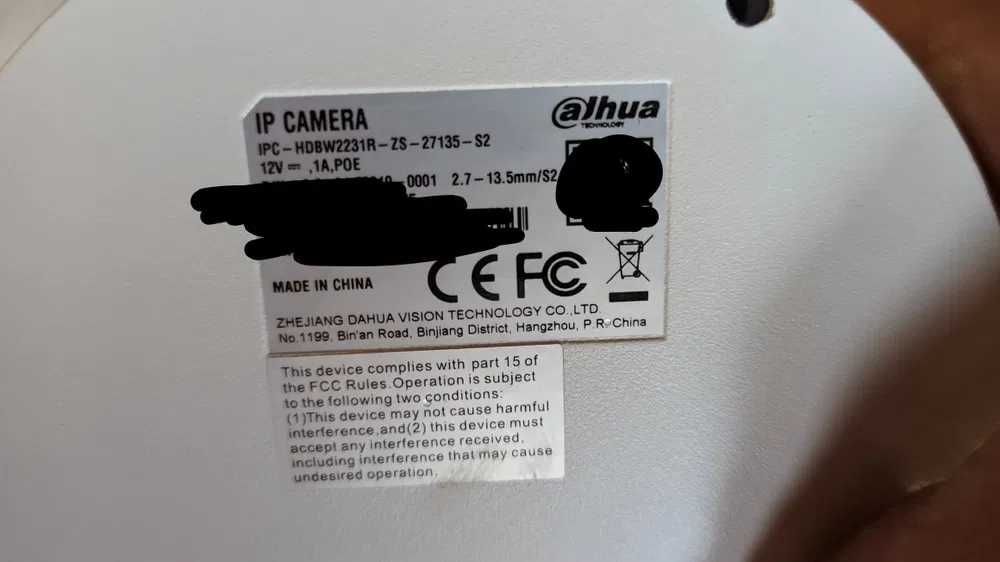 IP CAMERA
alhua
TECHNOLOGY
IPC-HDBW2231R-ZS-27135-S2
12V ⎓ ,1A,POE
-0001 2.7-13.5mm/S2
MADE IN CHINA
CE FC
ZHEJIANG DAHUA VISION TECHNOLOGY CO.,LTD.
No.1199, Bin'an Road, Binjiang District, Hangzhou, P.R. China
This device complies with part 15 of
the FCC Rules.Operation is subject
to the following two conditions:
(1)This device may not cause harmful
interference,and(2) this device must
accept any interference received,
including interference that may cause
undesired operation.